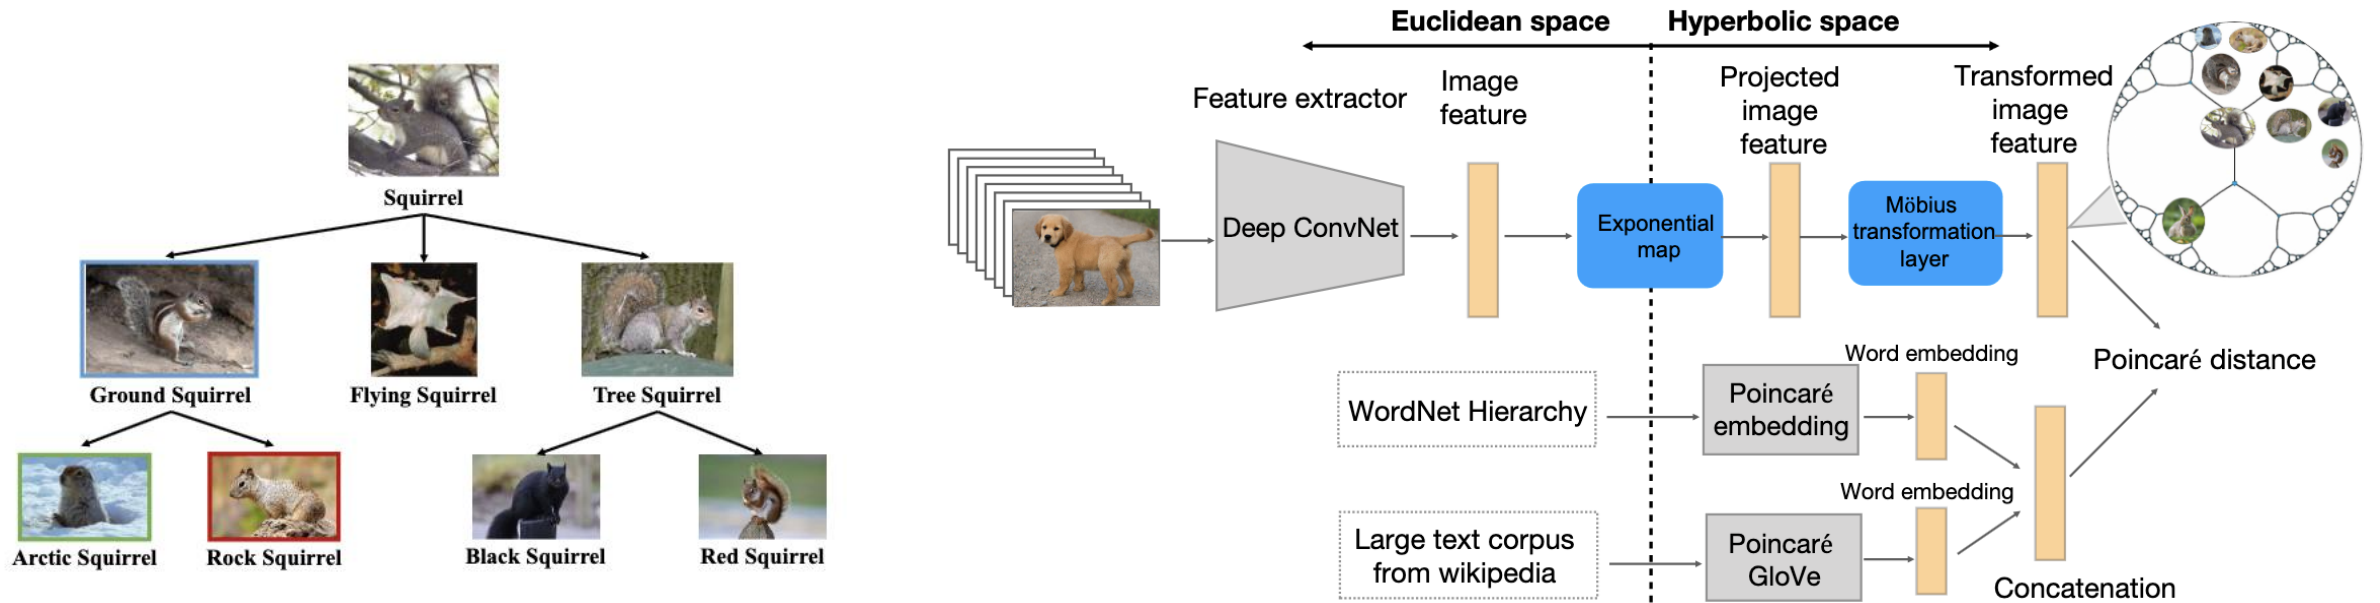 Squirrel
Ground Squirrel
Flying Squirrel
Tree Squirrel
Arctic Squirrel
Rock Squirrel
Black Squirrel
Red Squirrel
Euclidean space
Hyperbolic space
Feature extractor
Image
feature
Projected
image
feature
Transformed
image
feature
Deep ConvNet
Exponential
map
Möbius
transformation
layer
Poincaré distance
WordNet Hierarchy
Poincaré
embedding
Word embedding
Large text corpus
from wikipedia
Poincaré
GloVe
Word embedding
Concatenation